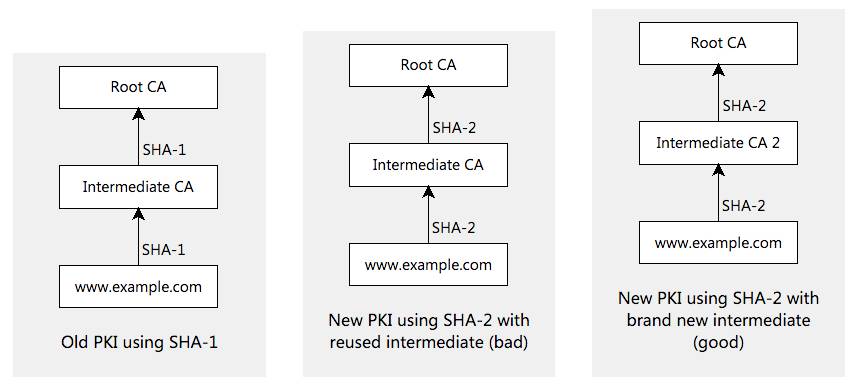 Root CA
SHA-1
Intermediate CA
SHA-1
www.example.com
Old PKI using SHA-1
Root CA
SHA-2
Intermediate CA
SHA-2
www.example.com
New PKI using SHA-2 with
reused intermediate (bad)
Root CA
SHA-2
Intermediate CA 2
SHA-2
www.example.com
New PKI using SHA-2 with
brand new intermediate
(good)